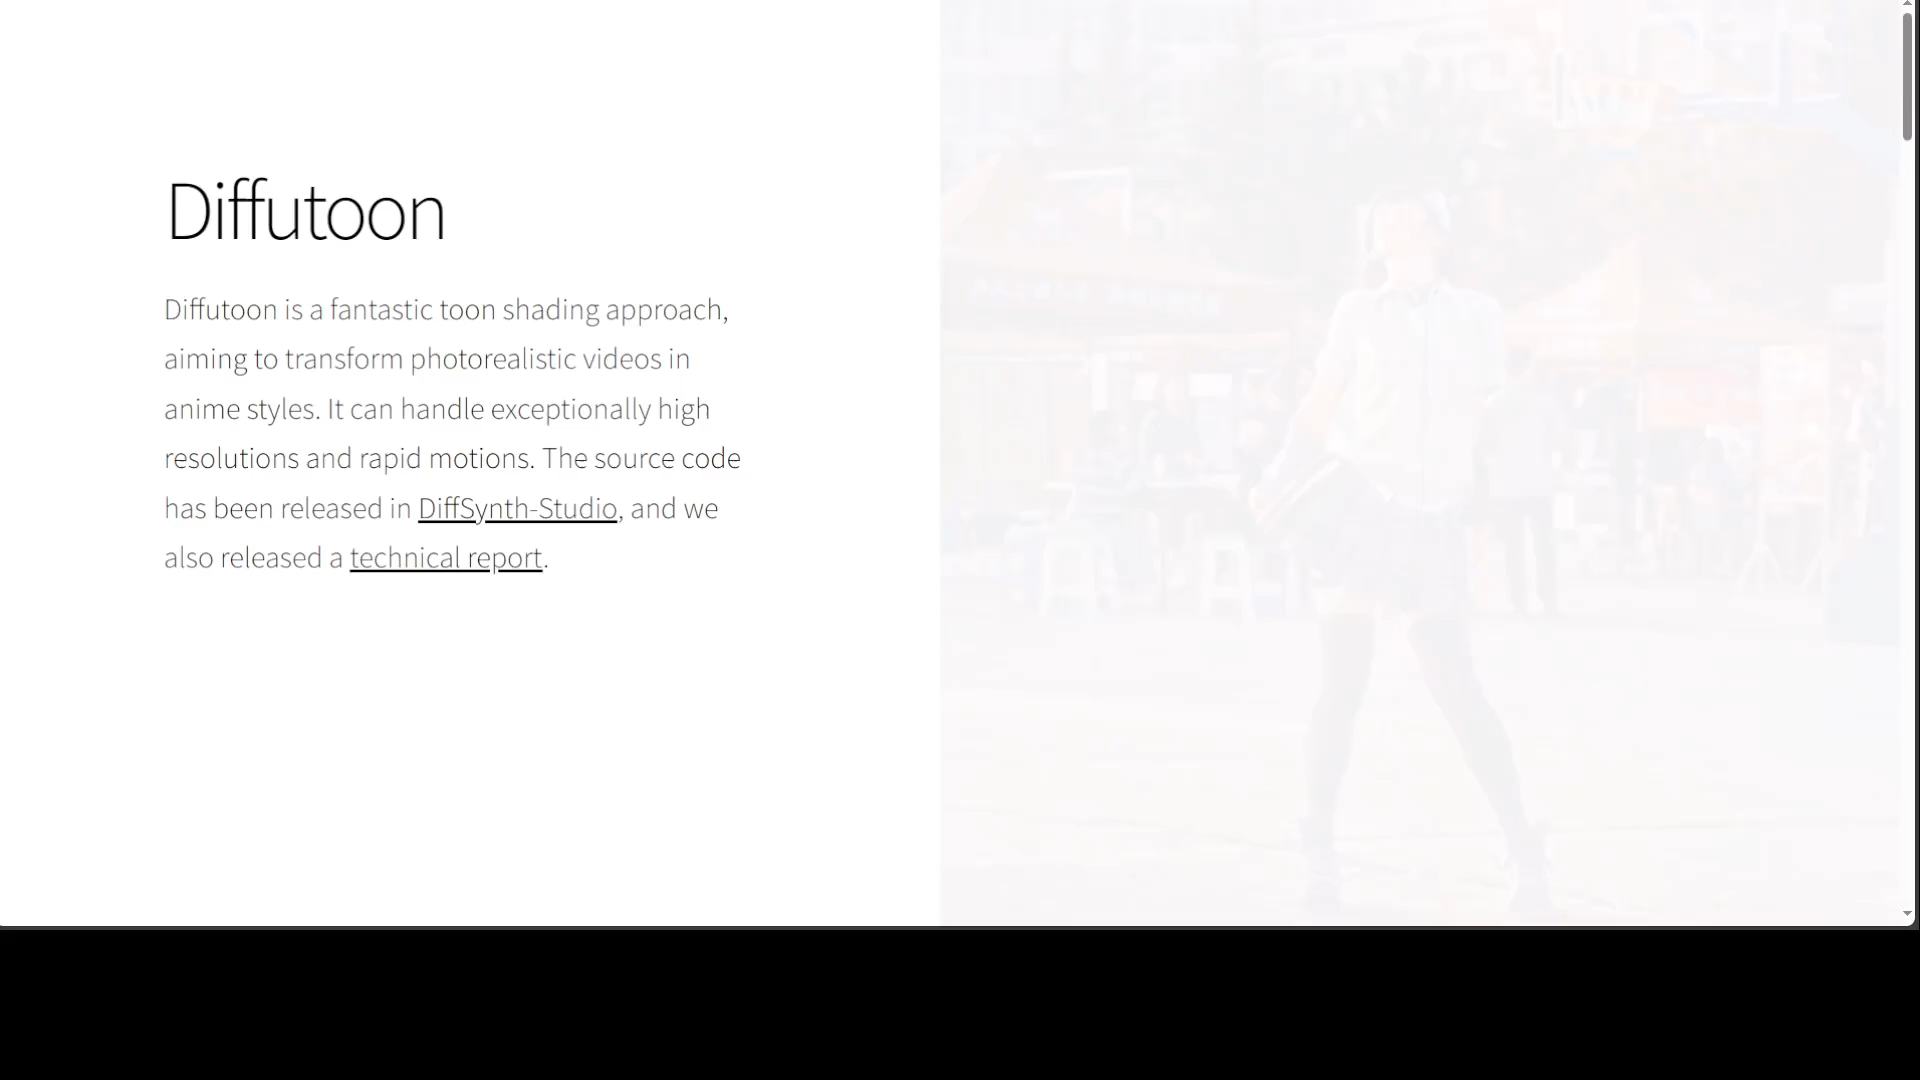 Diffutoon
Diffutoon is a fantastic toon shading approach,
aiming to transform photorealistic videos in
anime styles. It can handle exceptionally high
resolutions and rapid motions. The source code
has been released in DiffSynth-Studio, and we
also released a technical report.